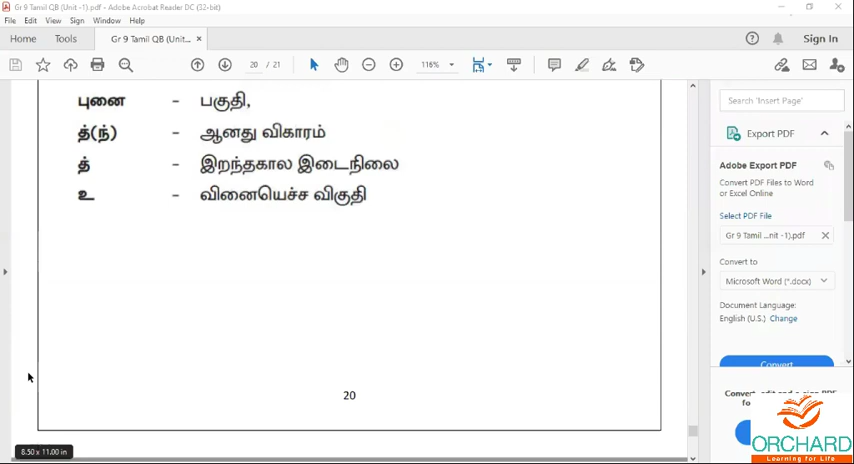 Gr 9 Tamil QB (Unit -1).pdf - Adobe Acrobat Reader DC (32-bit)
File Edit View Sign Window Help
Home Tools Gr 9 Tamil QB (Unit... × Sign In
20 / 21 116%
புனை - பகுதி,
த்(ந்) - ஆனது விகாரம்
த் - இறந்தகால இடைநிலை
உ - வினையெச்ச விகுதி
20
8.50 x 11.00 in
Search 'Insert Page'
Export PDF
Adobe Export PDF
Convert PDF Files to Word
or Excel Online
Select PDF File
Gr 9 Tamil ...nit -1).pdf ×
Convert to
Microsoft Word (*.docx)
Document Language:
English (U.S.) Change
Convert
ORCHARD
Learning for Life